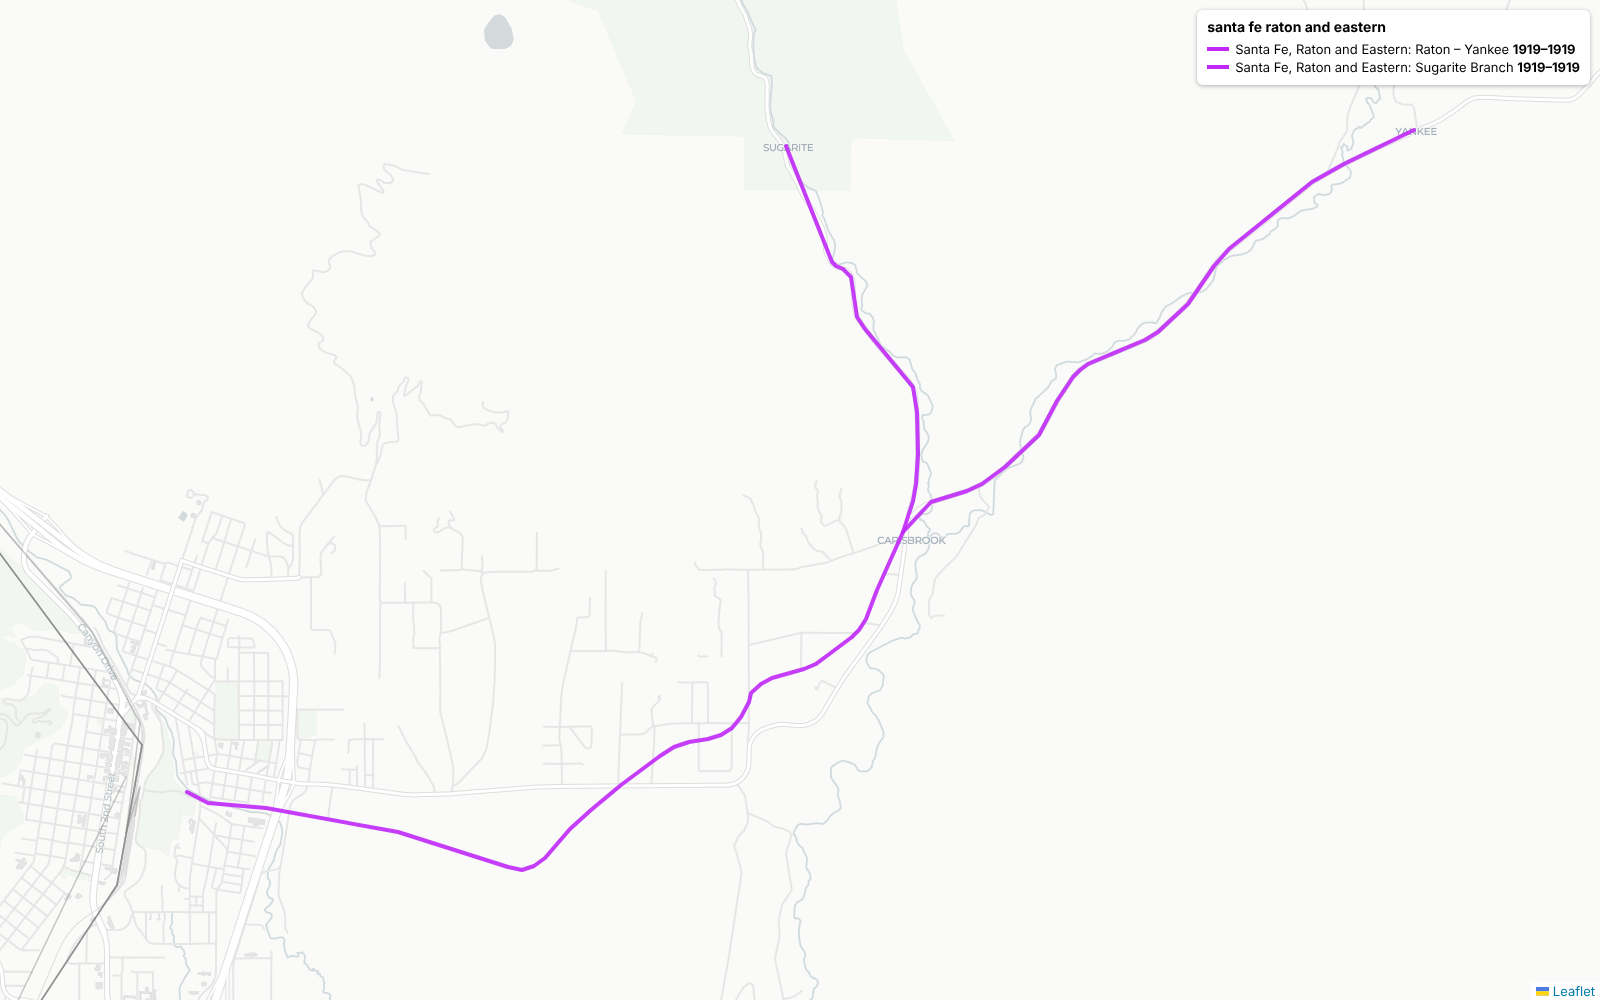 santa fe raton and eastern
Santa Fe, Raton and Eastern: Raton – Yankee 1919–1919
Santa Fe, Raton and Eastern: Sugarite Branch 1919–1919
YANKEE
SUGARITE
CARISBROOK
Canyon Drive
South 2nd Street
Leaflet